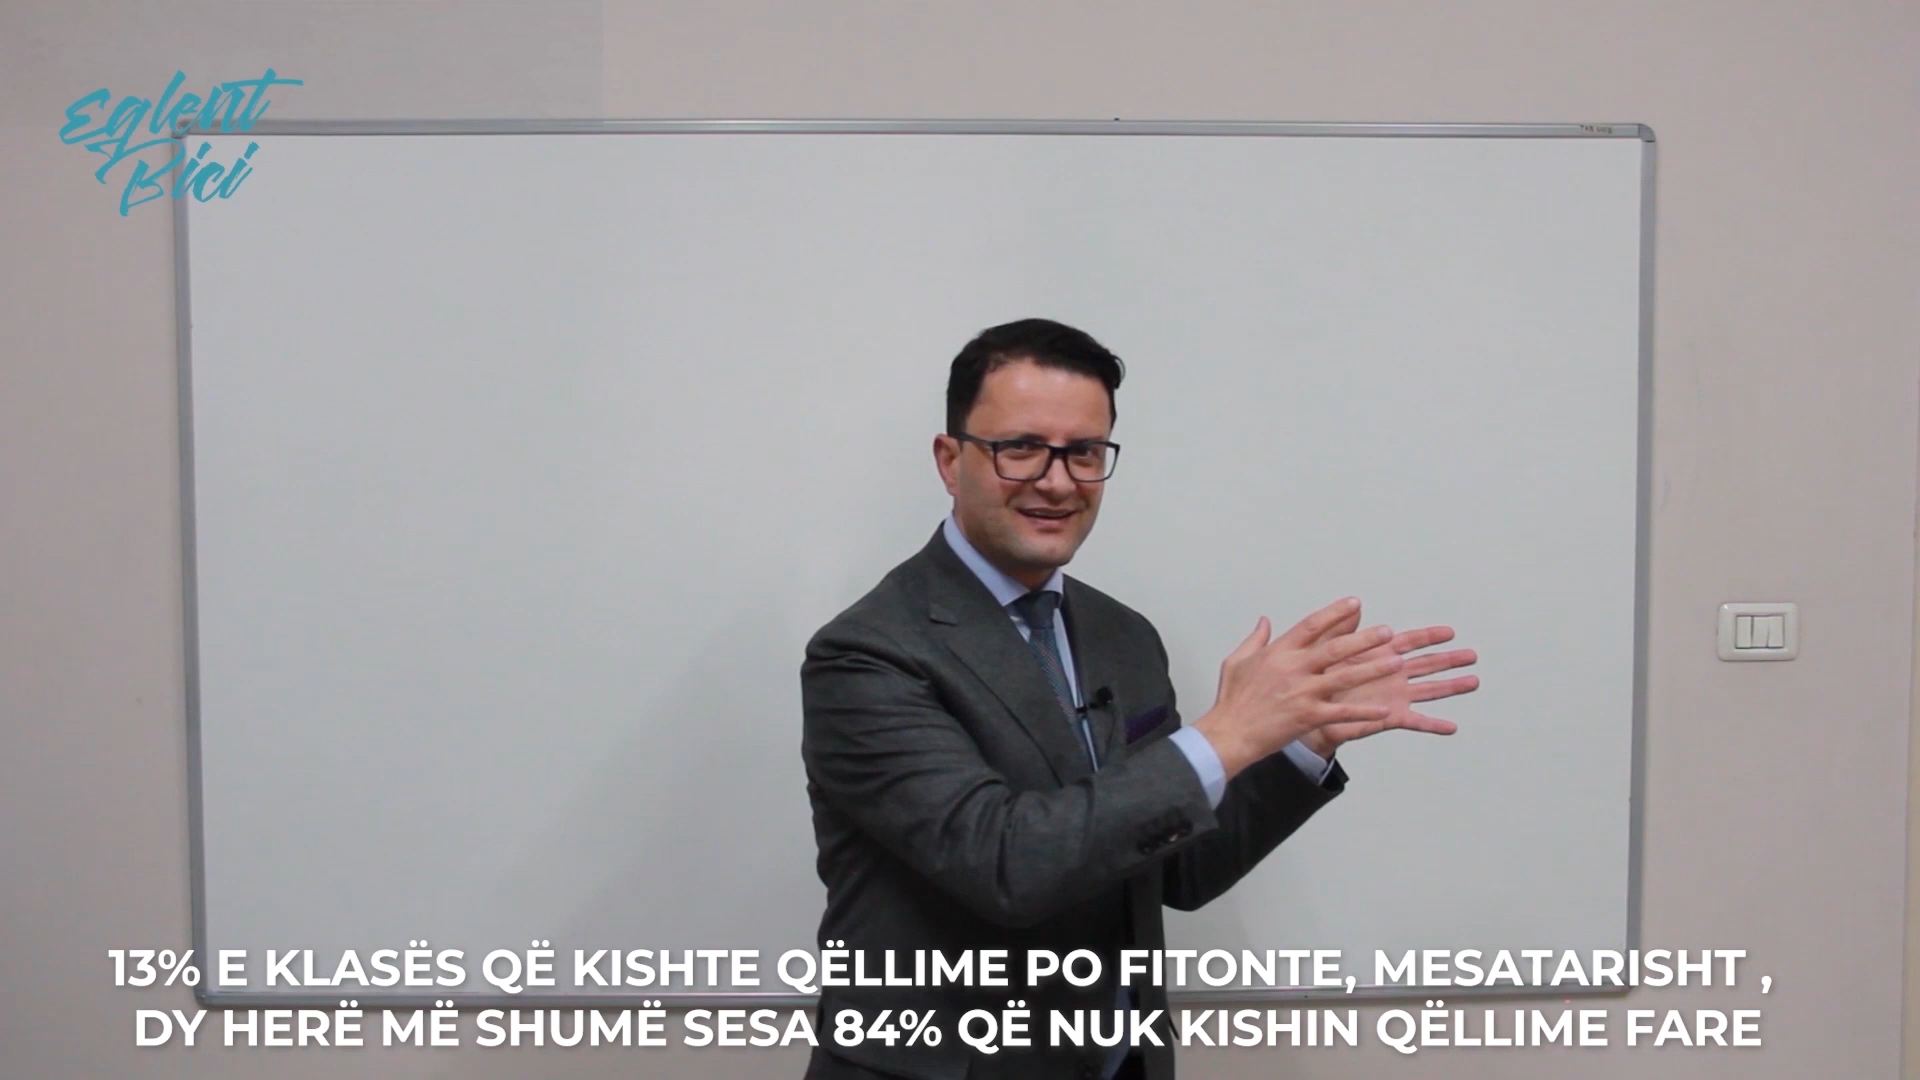 Eglent
Bici
13% E KLASËS QË KISHTE QËLLIME PO FITONTE, MESATARISHT ,
DY HERË MË SHUMË SESA 84% QË NUK KISHIN QËLLIME FARE